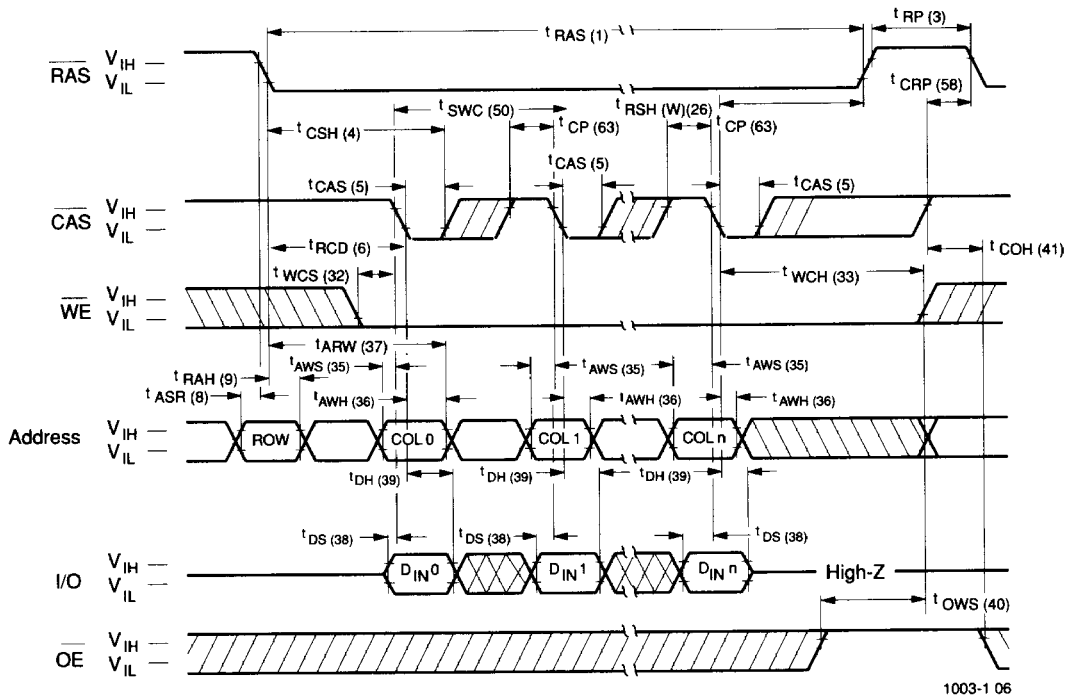 t RAS (1)
t RP (3)
RAS
V IH
V IL
t CRP (58)
t SWC (50)
t RSH (W)(26)
t CSH (4)
t CP (63)
t CP (63)
t CAS (5)
t CAS (5)
t CAS (5)
CAS
V IH
V IL
t RCD (6)
t COH (41)
t WCS (32)
t WCH (33)
WE
V IH
V IL
t ARW (37)
t AWS (35)
t AWS (35)
t AWS (35)
t RAH (9)
t ASR (8)
t AWH (36)
t AWH (36)
t AWH (36)
Address
V IH
V IL
ROW
COL 0
COL 1
COL n
t DH (39)
t DH (39)
t DH (39)
t DS (38)
t DS (38)
t DS (38)
I/O
V IH
V IL
D IN 0
D IN 1
D IN n
High-Z
t OWS (40)
OE
V IH
V IL
1003-1 06